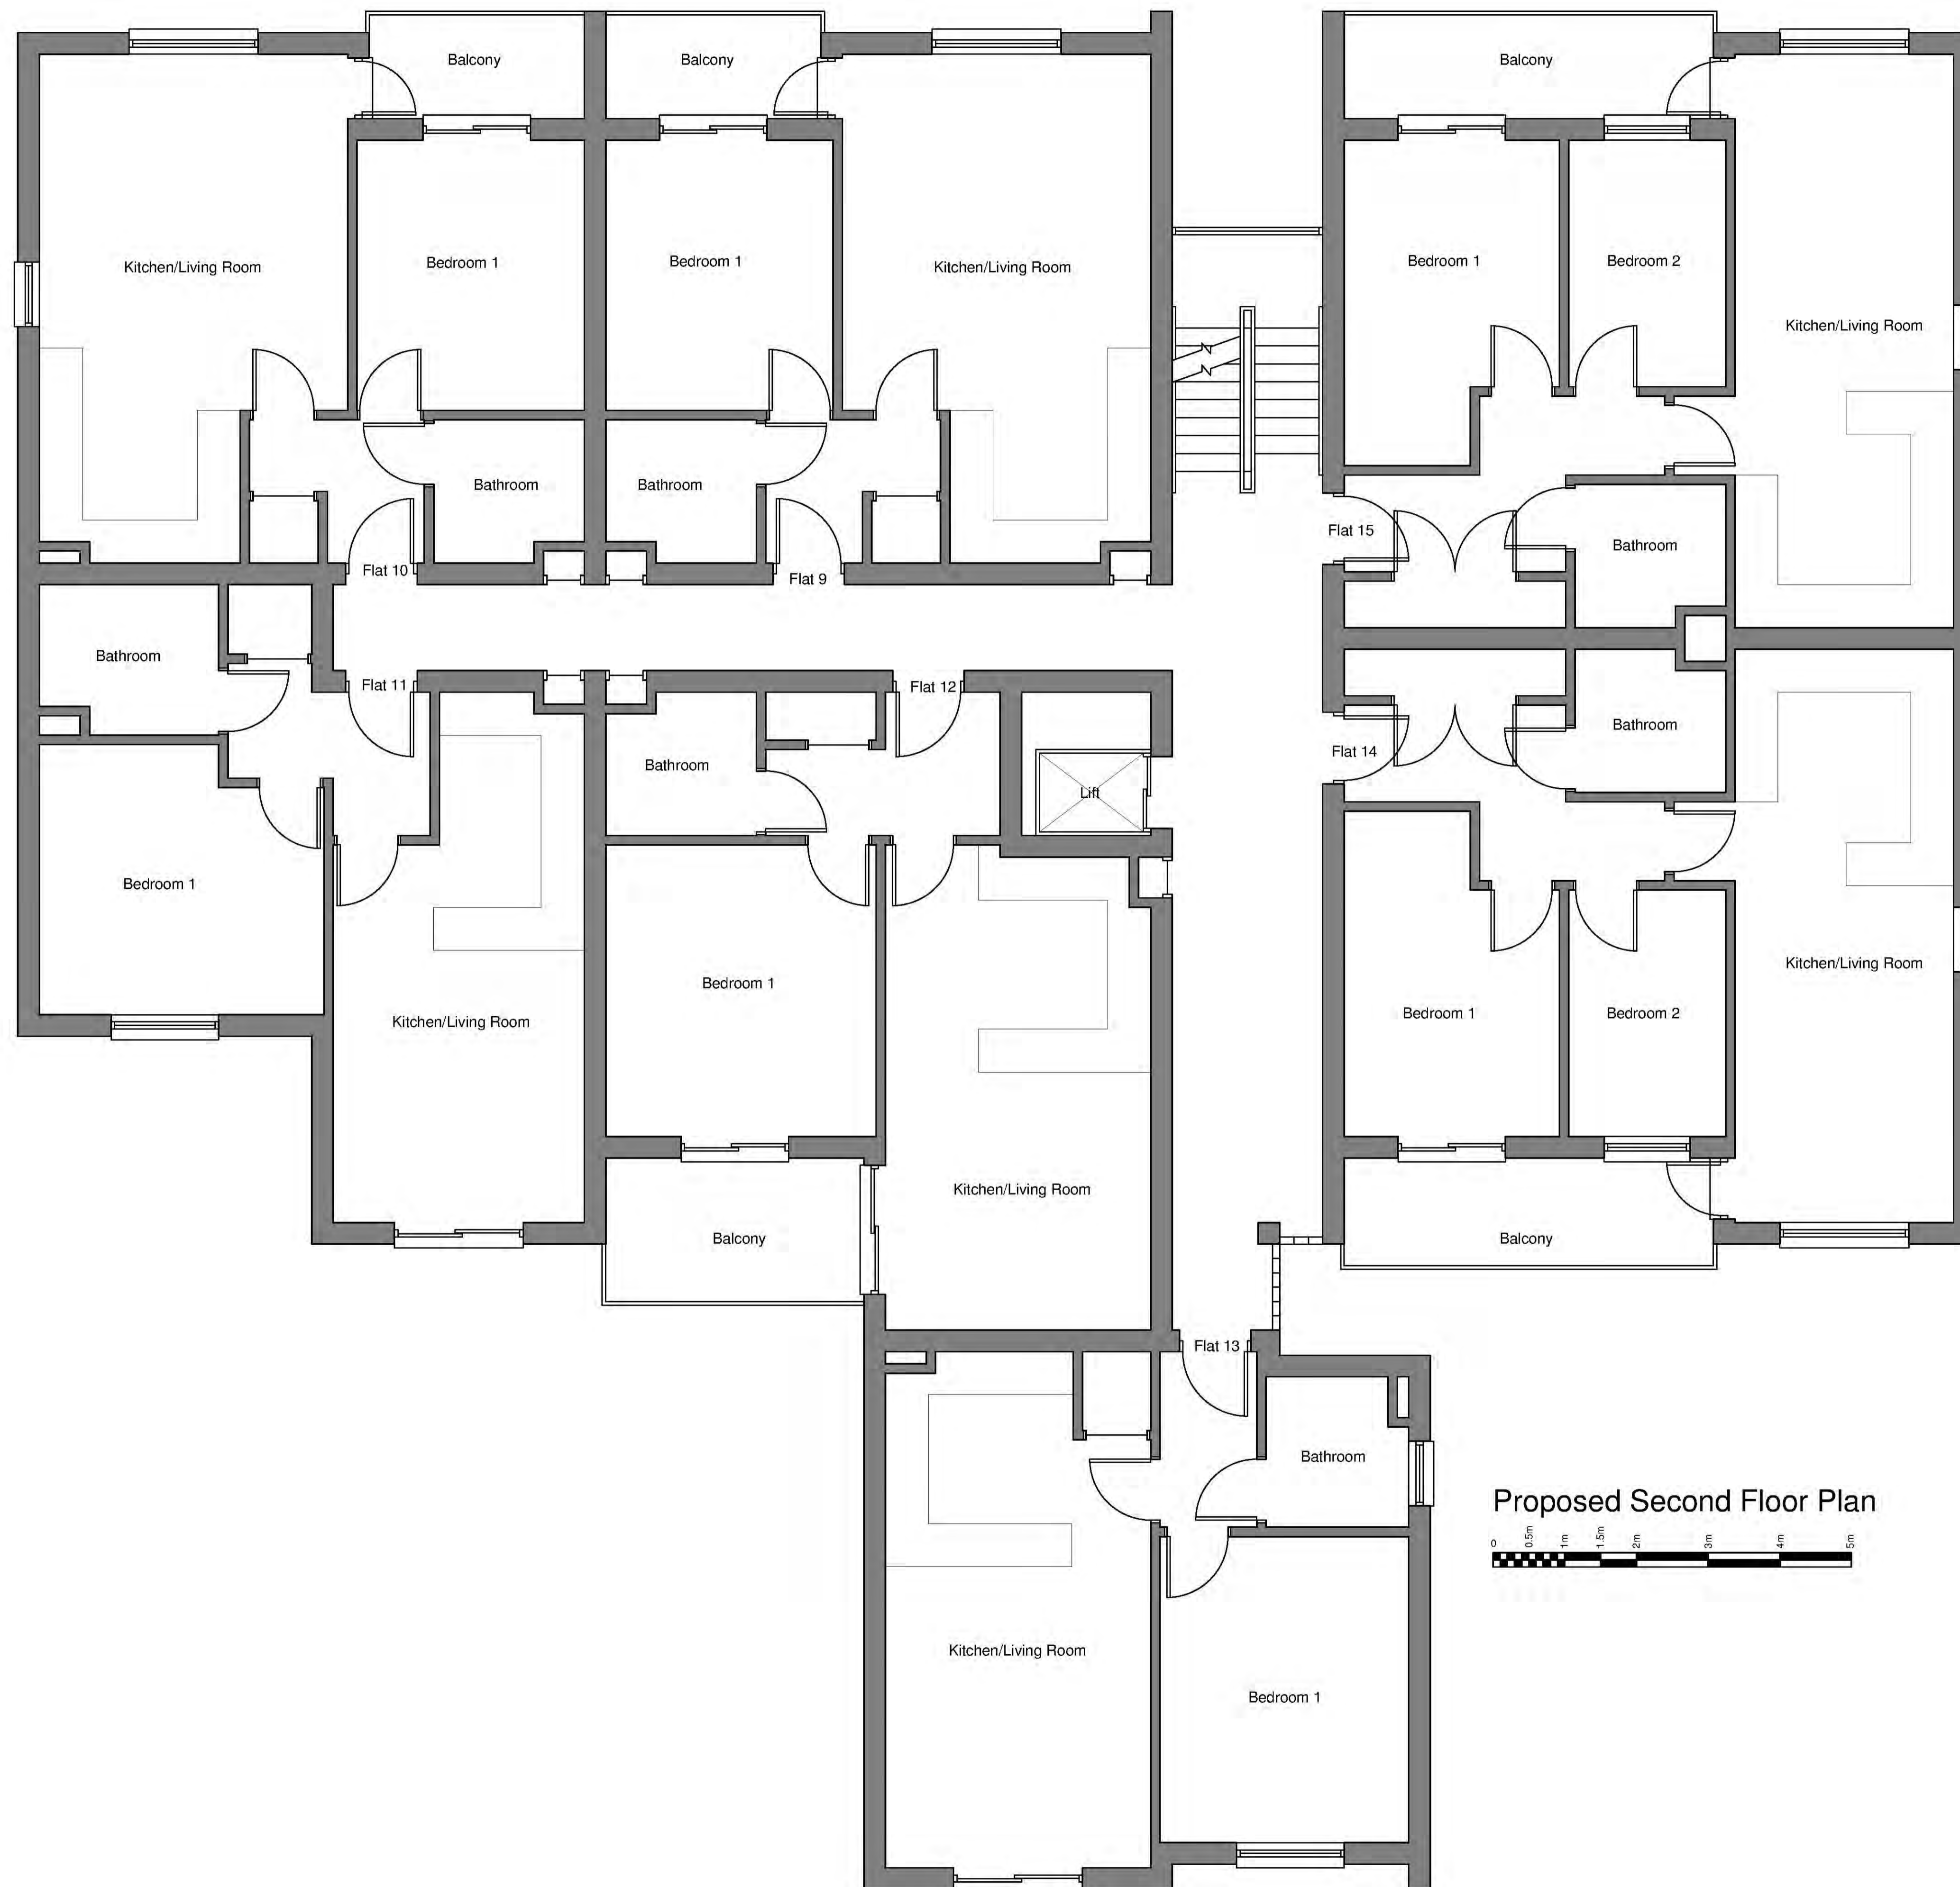 Balcony
Balcony
Balcony
Kitchen/Living Room
Bedroom 1
Bedroom 1
Kitchen/Living Room
Bedroom 1
Bedroom 2
Kitchen/Living Room
Bathroom
Bathroom
Flat 10
Flat 9
Flat 15
Bathroom
Bathroom
Flat 11
Flat 12
Bathroom
Lift
Flat 14
Bathroom
Bedroom 1
Bedroom 1
Kitchen/Living Room
Kitchen/Living Room
Bedroom 1
Bedroom 2
Kitchen/Living Room
Balcony
Balcony
Flat 13
Bathroom
Kitchen/Living Room
Bedroom 1
Proposed Second Floor Plan
0 0.5m 1m 1.5m 2m 3m 4m 5m